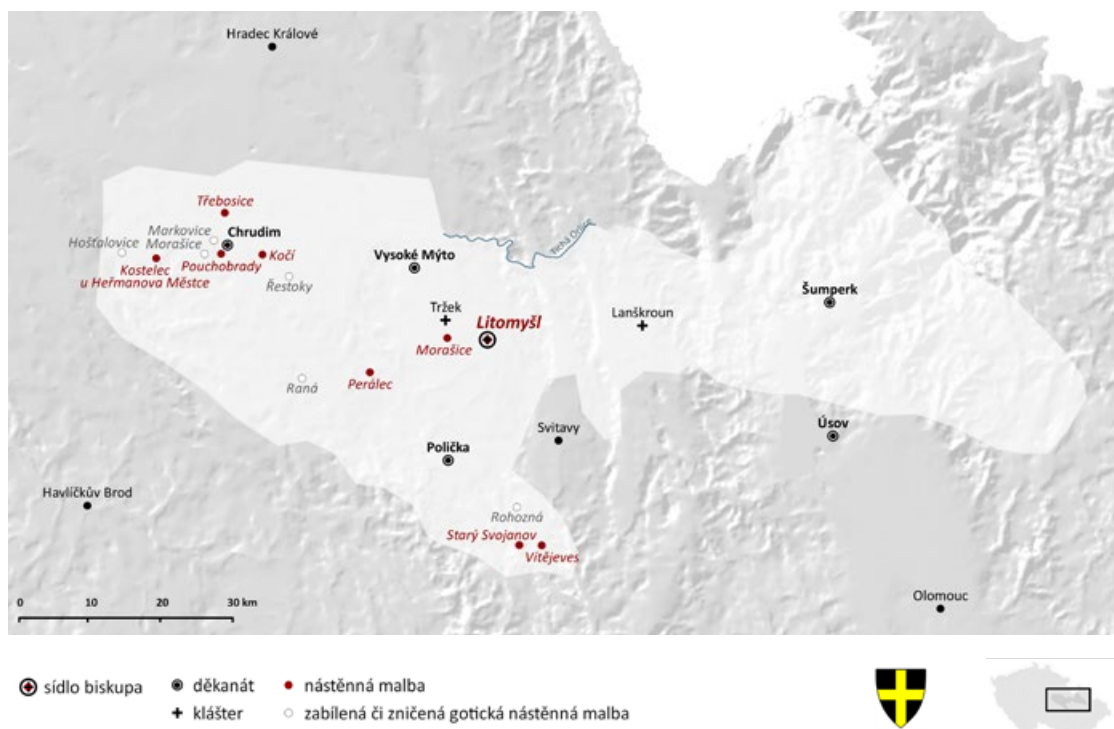 Hradec Králové
Třebosice
Markovice
Chrudim
Hošťalovice
Morašice
Kočí
Kostelec
u Heřmanova Městce
Pouchobrady
Řestoky
Vysoké Mýto
Tichá Orlice
Tržek
Litomyšl
Morašice
Lanškroun
Šumperk
Raná
Perálec
Svitavy
Úsov
Polička
Havlíčkův Brod
Rohozná
Starý Svojanov
Vítějeves
Olomouc
0 10 20 30 km
sídlo biskupa
děkanát
nástěnná malba
klášter
zabílená či zničená gotická nástěnná malba